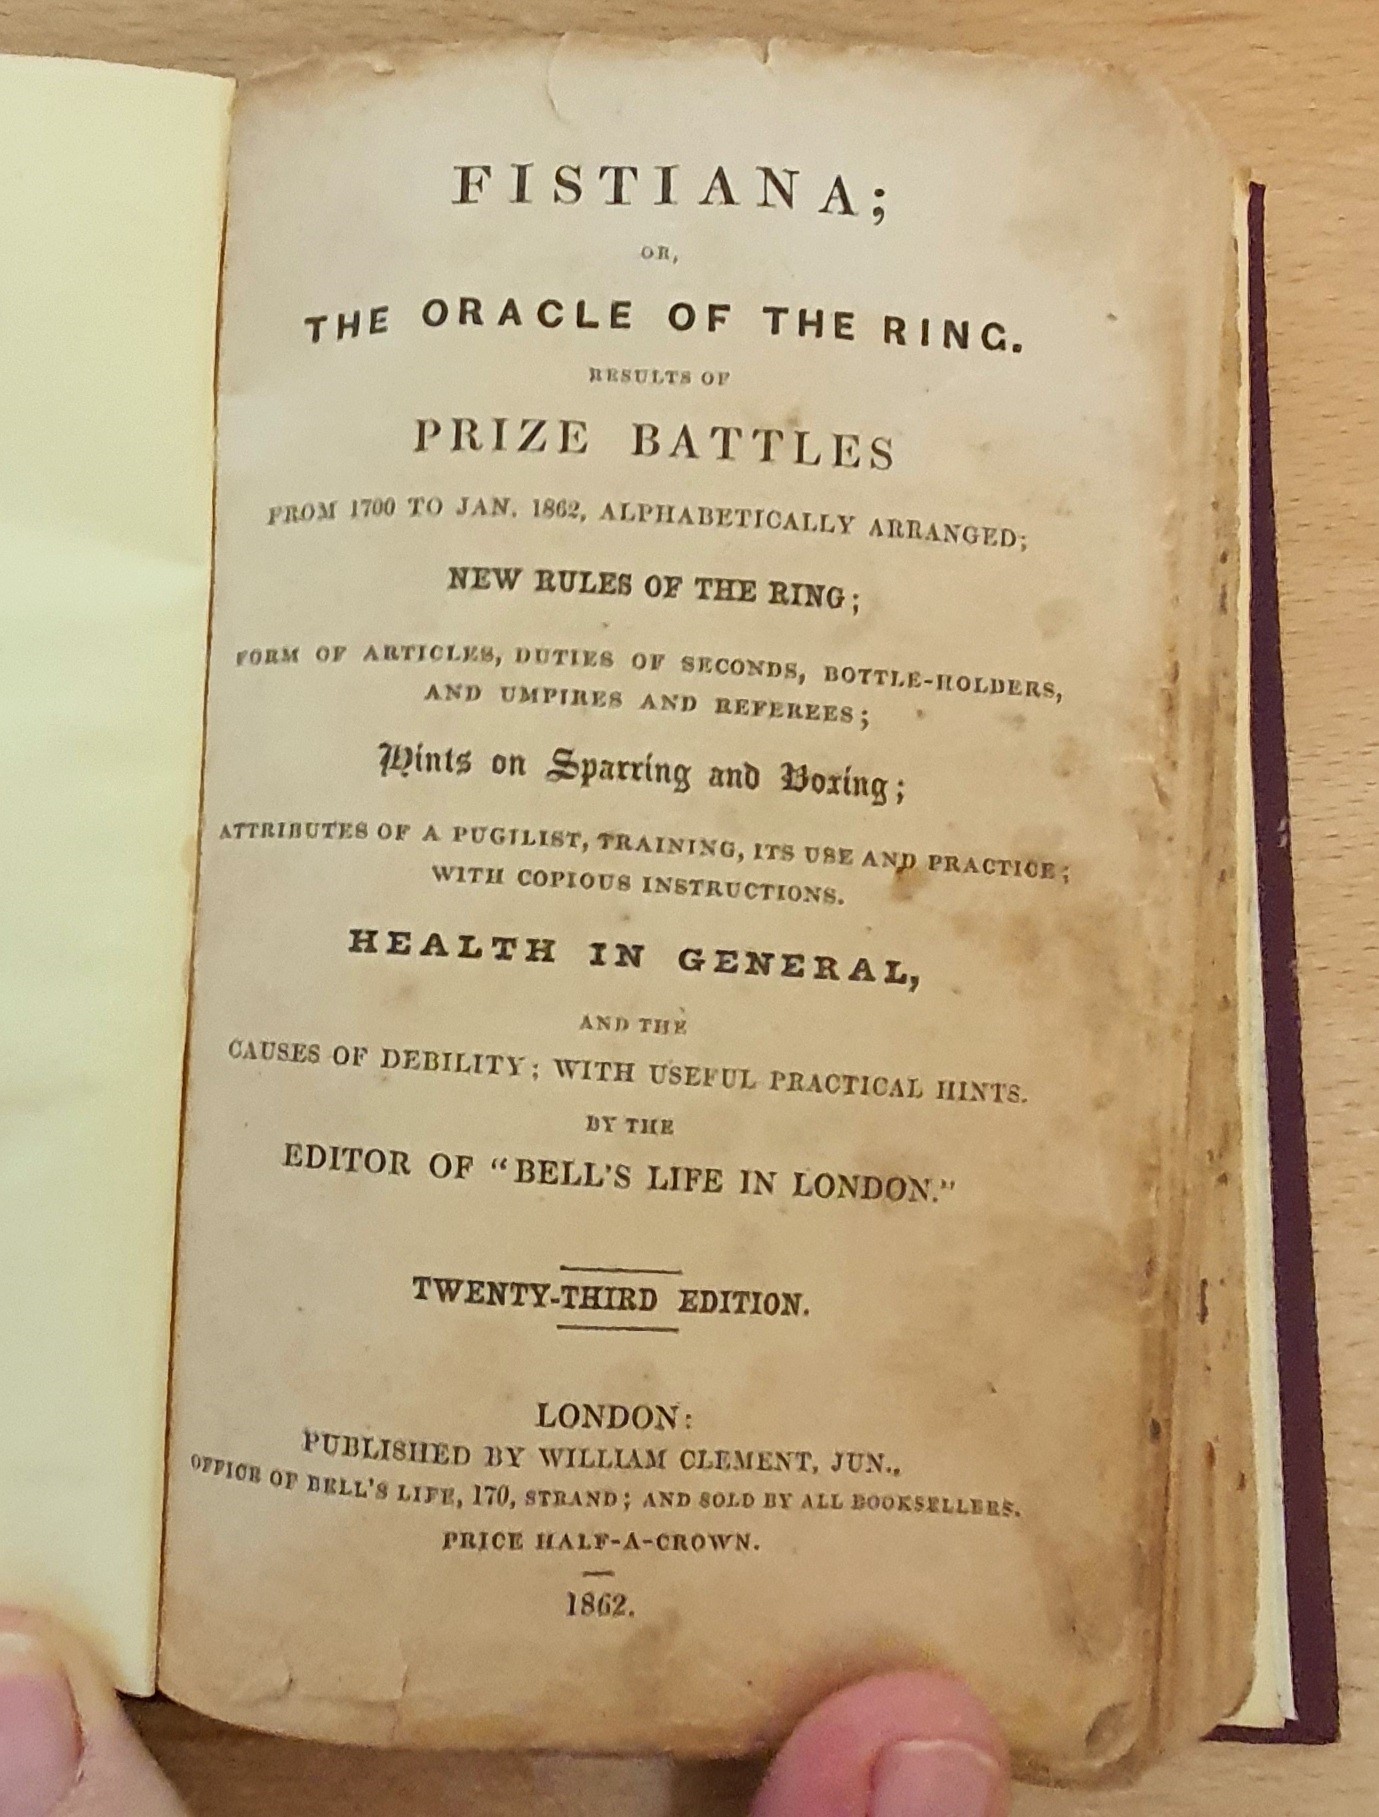 FISTIANA;
OR,
THE ORACLE OF THE RING.
RESULTS OF
PRIZE BATTLES
FROM 1700 TO JAN. 1862, ALPHABETICALLY ARRANGED;
NEW RULES OF THE RING;
FORM OF ARTICLES, DUTIES OF SECONDS, BOTTLE-HOLDERS,
AND UMPIRES AND REFEREES;
Hints on Sparring and Boxing;
ATTRIBUTES OF A PUGILIST, TRAINING, ITS USE AND PRACTICE;
WITH COPIOUS INSTRUCTIONS.
HEALTH IN GENERAL,
AND THE
CAUSES OF DEBILITY; WITH USEFUL PRACTICAL HINTS.
BY THE
EDITOR OF "BELL'S LIFE IN LONDON."
TWENTY-THIRD EDITION.
LONDON:
PUBLISHED BY WILLIAM CLEMENT, JUN.,
OFFICE OF BELL'S LIFE, 170, STRAND; AND SOLD BY ALL BOOKSELLERS.
PRICE HALF-A-CROWN.
1862.